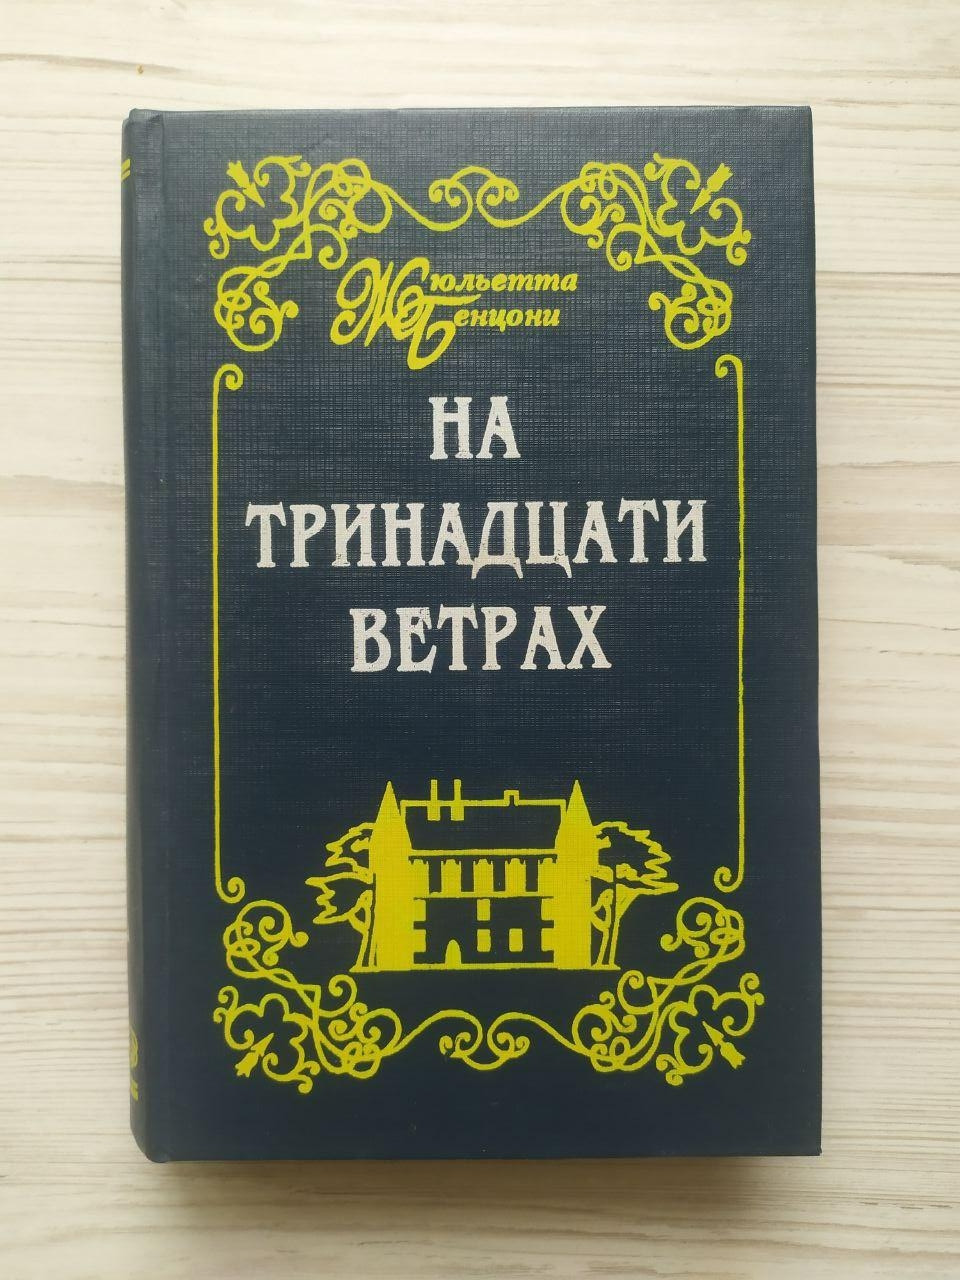 Жюльетта
Бенцони
НА
ТРИНАДЦАТИ
ВЕТРАХ